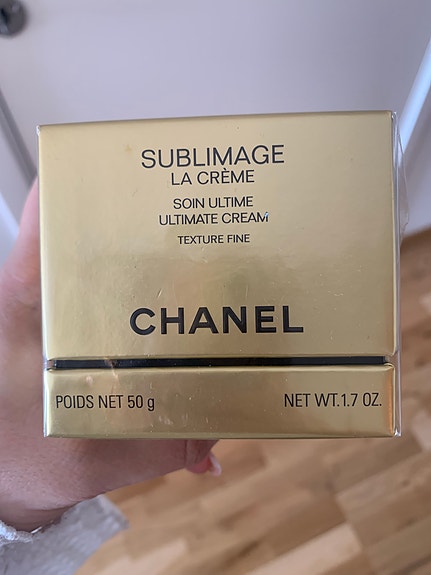 SUBLIMAGE
LA CRÈME
SOIN ULTIME
ULTIMATE CREAM
TEXTURE FINE
CHANEL
POIDS NET 50 g NET WT.1.7 OZ.